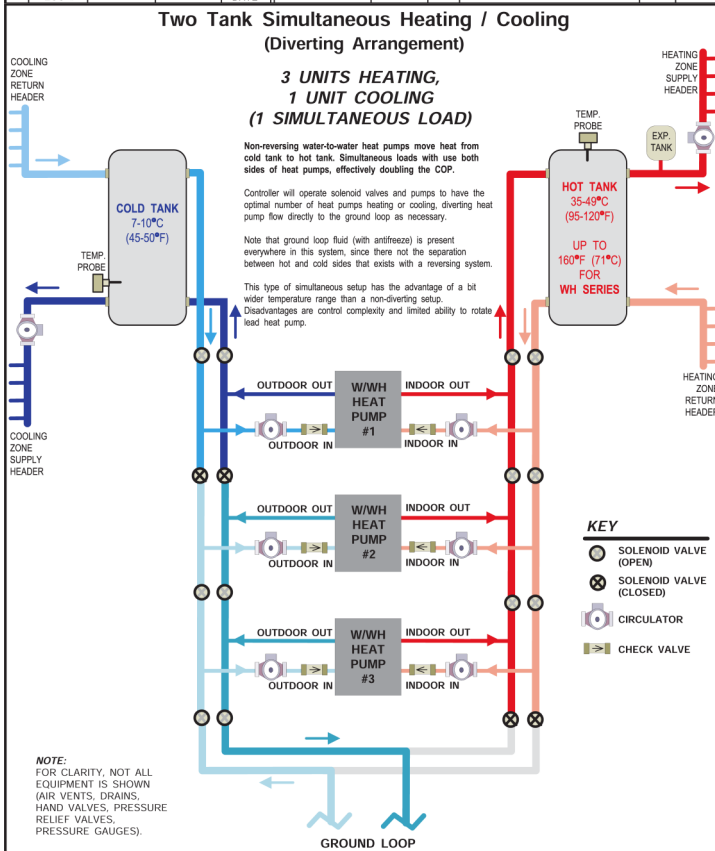 Two Tank Simultaneous Heating / Cooling
(Diverting Arrangement)
3 UNITS HEATING,
1 UNIT COOLING
(1 SIMULTANEOUS LOAD)
Non-reversing water-to-water heat pumps move heat from
cold tank to hot tank. Simultaneous loads with use both
sides of heat pumps, effectively doubling the COP.
Controller will operate solenoid valves and pumps to have the
optimal number of heat pumps heating or cooling, diverting heat
pump flow directly to the ground loop as necessary.
Note that ground loop fluid (with antifreeze) is present
everywhere in this system, since there not the separation
between hot and cold sides that exists with a reversing system.
This type of simultaneous setup has the advantage of a bit
wider temperature range than a non-diverting setup.
Disadvantages are control complexity and limited ability to rotate
lead heat pump.
COOLING
ZONE
RETURN
HEADER
COLD TANK
7-10°C
(45-50°F)
TEMP.
PROBE
COOLING
ZONE
SUPPLY
HEADER
HEATING
ZONE
SUPPLY
HEADER
TEMP.
PROBE
EXP.
TANK
HOT TANK
35-49°C
(95-120°F)
UP TO
160°F (71°C)
FOR
WH SERIES
HEATING
ZONE
RETURN
HEADER
OUTDOOR OUT
W/WH
HEAT
PUMP
#1
INDOOR OUT
OUTDOOR IN
INDOOR IN
OUTDOOR OUT
W/WH
HEAT
PUMP
#2
INDOOR OUT
OUTDOOR IN
INDOOR IN
OUTDOOR OUT
W/WH
HEAT
PUMP
#3
INDOOR OUT
OUTDOOR IN
INDOOR IN
KEY
SOLENOID VALVE
(OPEN)
SOLENOID VALVE
(CLOSED)
CIRCULATOR
CHECK VALVE
NOTE:
FOR CLARITY, NOT ALL
EQUIPMENT IS SHOWN
(AIR VENTS, DRAINS,
HAND VALVES, PRESSURE
RELIEF VALVES,
PRESSURE GAUGES).
GROUND LOOP